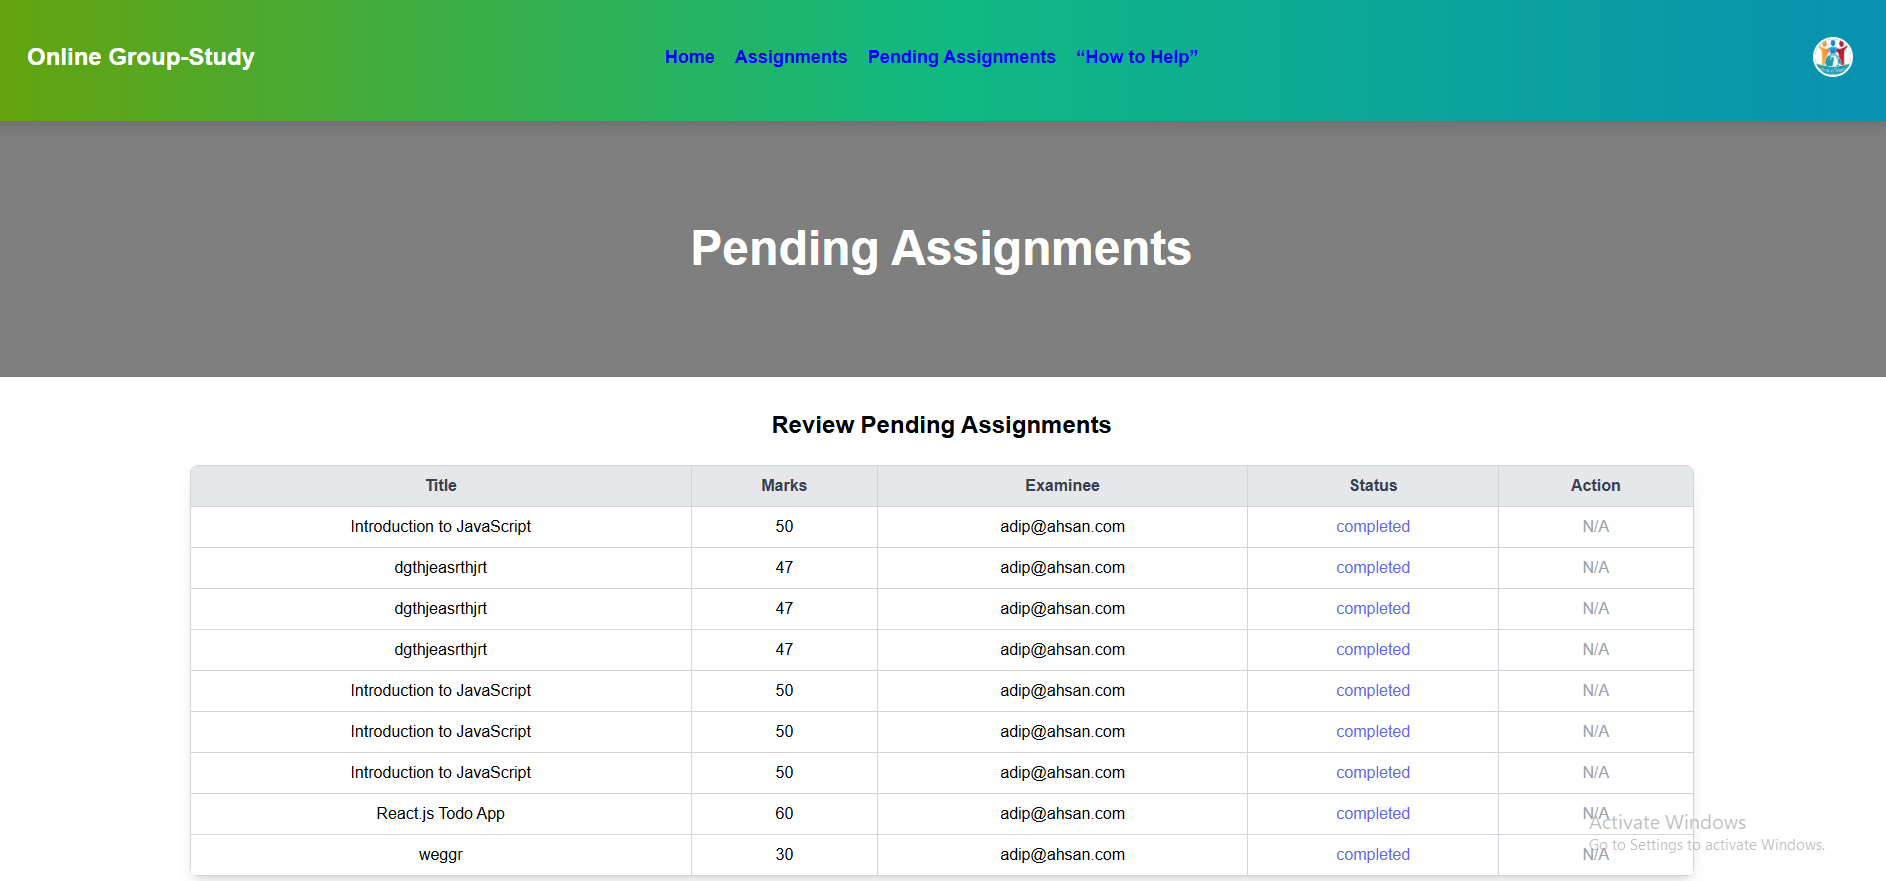 Online Group-Study
Home Assignments Pending Assignments “How to Help”
Pending Assignments
Review Pending Assignments
Title Marks Examinee Status Action
Introduction to JavaScript 50 adip@ahsan.com completed N/A
dgthjeasrthjrt 47 adip@ahsan.com completed N/A
dgthjeasrthjrt 47 adip@ahsan.com completed N/A
dgthjeasrthjrt 47 adip@ahsan.com completed N/A
Introduction to JavaScript 50 adip@ahsan.com completed N/A
Introduction to JavaScript 50 adip@ahsan.com completed N/A
Introduction to JavaScript 50 adip@ahsan.com completed N/A
React.js Todo App 60 adip@ahsan.com completed N/A
Activate Windows
weggr 30 adip@ahsan.com completed N/A
Go to Settings to activate Windows.